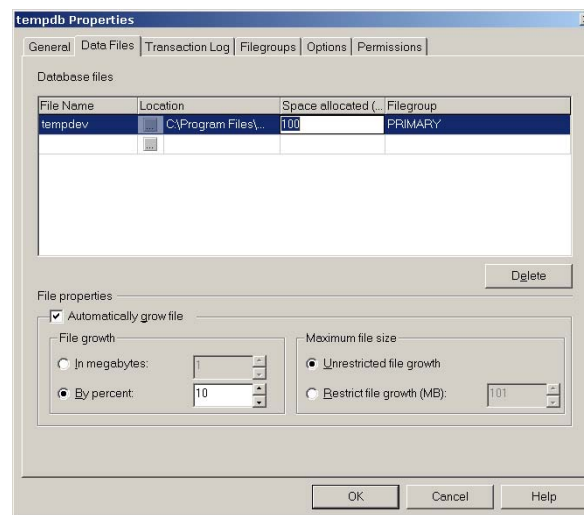 tempdb Properties
General Data Files Transaction Log Filegroups Options Permissions
Database files
File Name Location Space allocated (... Filegroup
tempdev ... C:\Program Files\... 100 PRIMARY
...
Delete
File properties
Automatically grow file
File growth
In megabytes: 1
By percent: 10
Maximum file size
Unrestricted file growth
Restrict file growth (MB): 101
OK Cancel Help